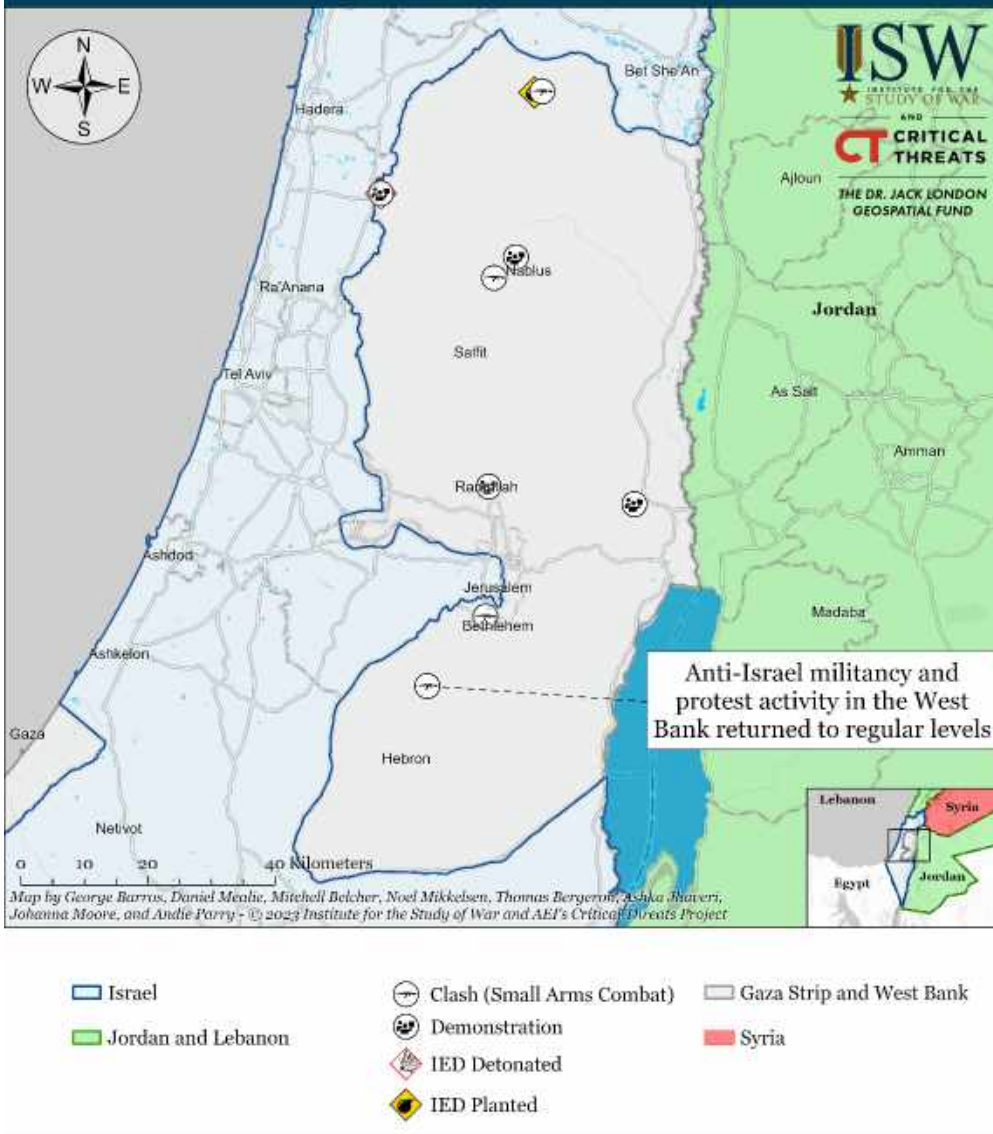 N
W E
S
ISW
INSTITUTE FOR THE
STUDY OF WAR
AND
CT CRITICAL
THREATS
THE DR. JACK LONDON
GEOSPATIAL FUND
Bet She'An
Hadera
Ajloun
Nablus
Ra'Anana
Jordan
Salfit
Tel Aviv
As Salt
Amman
Ramallah
Ashdod
Jerusalem
Madaba
Bethlehem
Ashkelon
Anti-Israel militancy and
protest activity in the West
Bank returned to regular levels
Gaza
Hebron
Netivot
Lebanon
Syria
Egypt
Jordan
0 10 20 40 Kilometers
Map by George Barros, Daniel Mealie, Mitchell Belcher, Noel Mikkelsen, Thomas Bergeron, Ashka Jhaveri,
Johanna Moore, and Andie Parry - © 2023 Institute for the Study of War and AEI's Critical Threats Project
Israel
Jordan and Lebanon
Clash (Small Arms Combat)
Demonstration
IED Detonated
IED Planted
Gaza Strip and West Bank
Syria